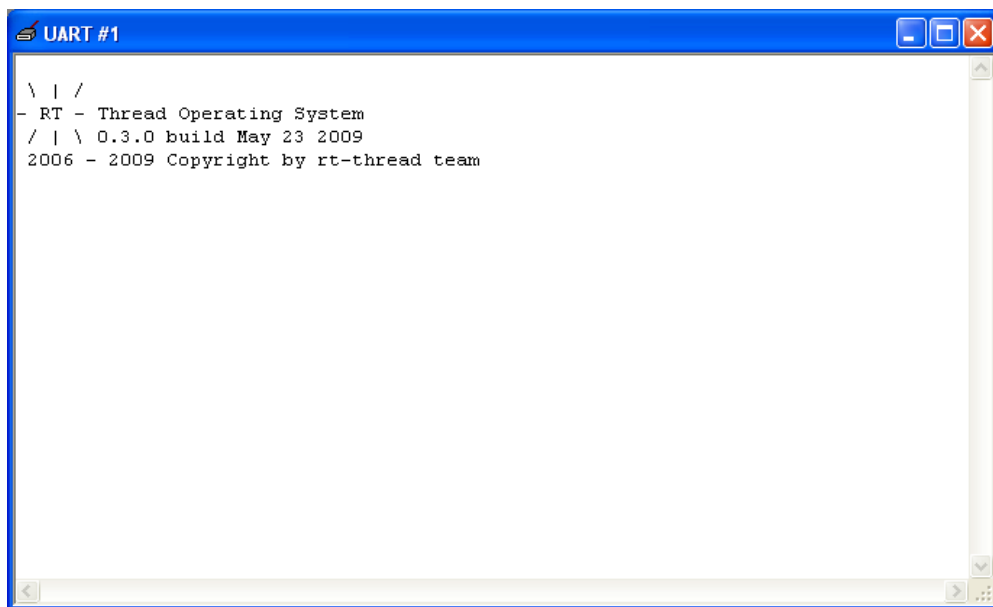 UART #1
\ | /
- RT - Thread Operating System
/ | \ 0.3.0 build May 23 2009
2006 - 2009 Copyright by rt-thread team